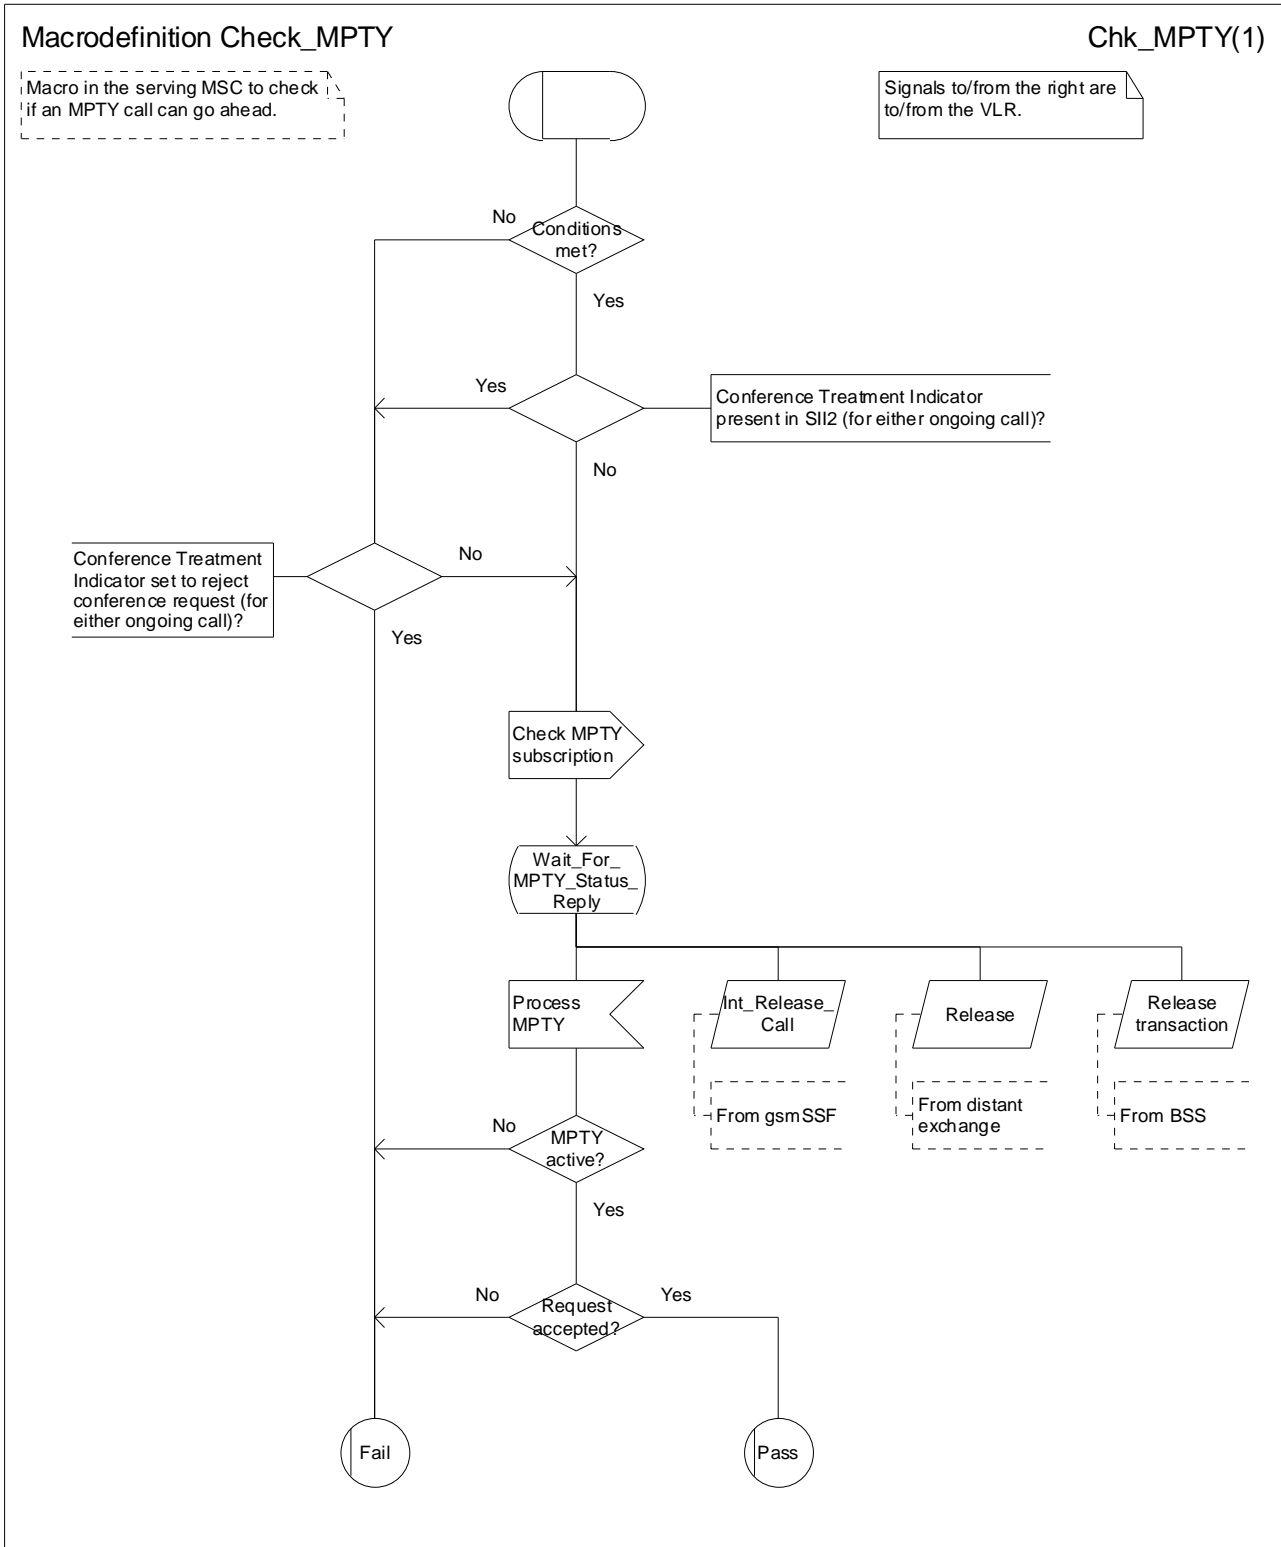 Macrodefinition Check_MPTY
Chk_MPTY(1)
Macro in the serving MSC to check
if an MPTY call can go ahead.
Signals to/from the right are
to/from the VLR.
No
Conditions
met?
Yes
Yes
Conference Treatment Indicator
present in SII2 (for either ongoing call)?
No
Conference Treatment
Indicator set to reject
conference request (for
either ongoing call)?
No
Yes
Check MPTY
subscription
Wait_For_
MPTY_Status_
Reply
Process
MPTY
Int_Release_
Call
Release
Release
transaction
From gsmSSF
From distant
exchange
From BSS
No
MPTY
active?
Yes
No
Request
accepted?
Yes
Fail
Pass